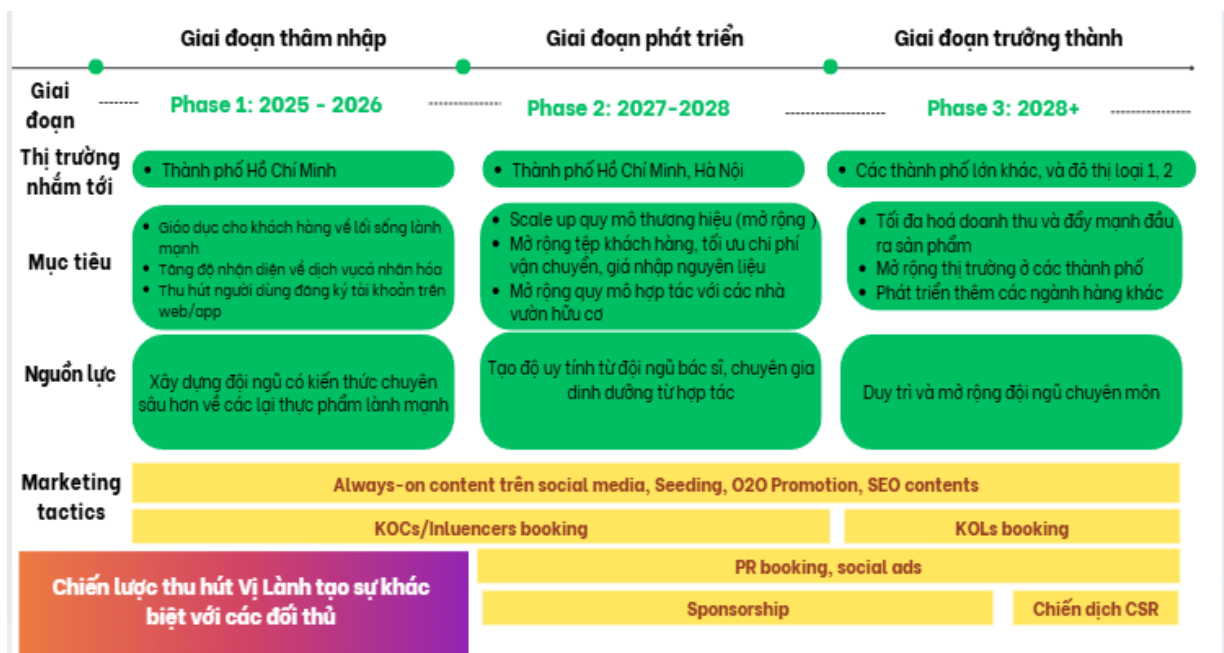 Giai đoạn thâm nhập
Giai đoạn phát triển
Giai đoạn trưởng thành
Giai
đoạn
Phase 1: 2025 - 2026
Phase 2: 2027-2028
Phase 3: 2028+
Thị trường
nhắm tới
• Thành phố Hồ Chí Minh
• Thành phố Hồ Chí Minh, Hà Nội
• Các thành phố lớn khác, và đô thị loại 1, 2
Mục tiêu
• Giáo dục cho khách hàng về lối sống lành
mạnh
• Tăng độ nhận diện về dịch vụcá nhân hóa
• Thu hút người dùng đăng ký tài khoản trên
web/app
• Scale up quy mô thương hiệu (mở rộng )
• Mở rộng tệp khách hàng, tối ưu chi phí
vận chuyển, giá nhập nguyên liệu
• Mở rộng quy mô hợp tác với các nhà
vườn hữu cơ
• Tối đa hoá doanh thu và đẩy mạnh đầu
ra sản phẩm
• Mở rộng thị trường ở các thành phố
• Phát triển thêm các ngành hàng khác
Nguồn lực
Xây dựng đội ngũ có kiến thức chuyên
sâu hơn về các lại thực phẩm lành mạnh
Tạo độ uy tính từ đội ngũ bác sĩ, chuyên gia
dinh dưỡng từ hợp tác
Duy trì và mở rộng đội ngũ chuyên môn
Marketing
tactics
Always-on content trên social media, Seeding, O2O Promotion, SEO contents
KOCs/Inluencers booking
KOLs booking
PR booking, social ads
Sponsorship
Chiến dịch CSR
Chiến lược thu hút Vị Lành tạo sự khác
biệt với các đối thủ